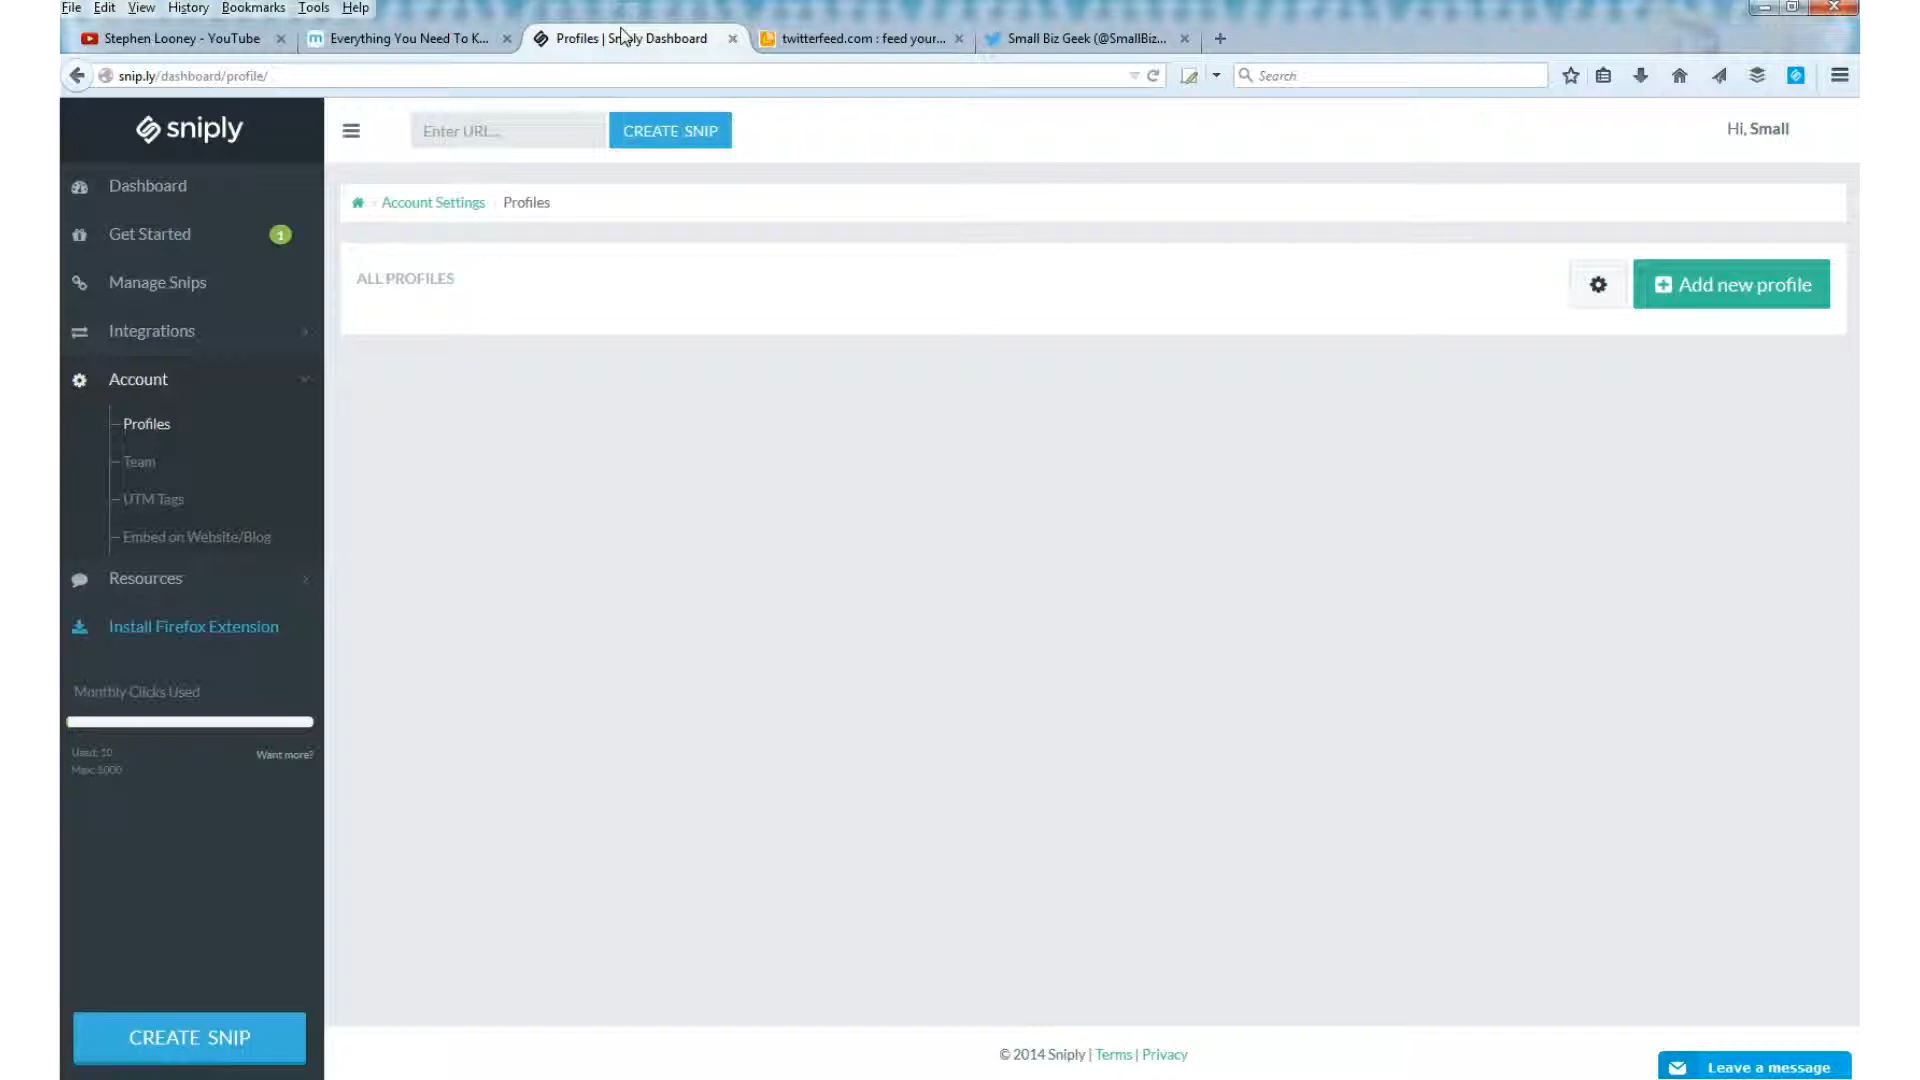 File Edit View History Bookmarks Tools Help
Stephen Looney - YouTube
Everything You Need To K...
Profiles | Sniply Dashboard
twitterfeed.com : feed your...
Small Biz Geek (@SmallBiz...
snip.ly/dashboard/profile/
Search
sniply
Enter URL...
CREATE SNIP
Hi, Small
Dashboard
Get Started
1
Manage Snips
Integrations
Account
Profiles
Team
UTM Tags
Embed on Website/Blog
Resources
Install Firefox Extension
Monthly Clicks Used
Used: 10
Want more?
Max: 1000
CREATE SNIP
Account Settings
Profiles
ALL PROFILES
Add new profile
© 2014 Sniply | Terms | Privacy
Leave a message